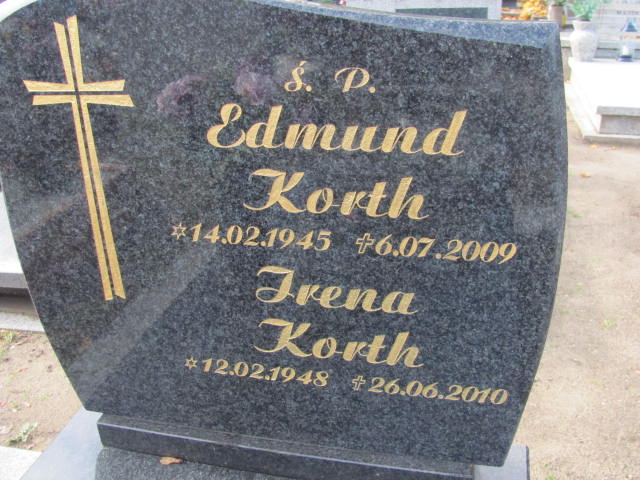 Ś. P.
Edmund
Korth
✡14.02.1945 ✝6.07.2009
Irena
Korth
✡12.02.1948 ✝26.06.2010